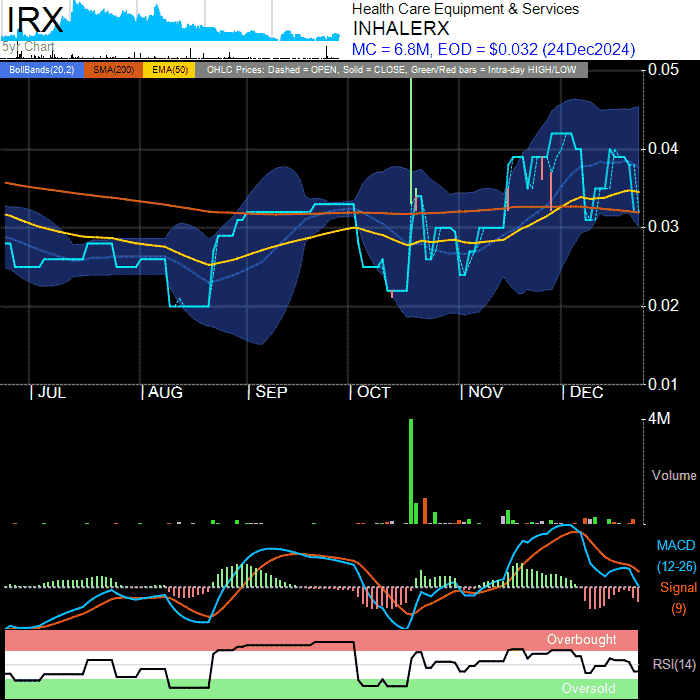 IRX
5yr Chart
Health Care Equipment & Services
INHALERX
MC = 6.8M, EOD = $0.032 (24Dec2024)
BollBands(20,2) SMA(200) EMA(50) OHLC Prices: Dashed = OPEN, Solid = CLOSE, Green/Red bars = Intra-day HIGH/LOW
0.05
0.04
0.03
0.02
0.01
JUL AUG SEP OCT NOV DEC
4M
Volume
MACD
(12-26)
Signal
(9)
Overbought
RSI(14)
Oversold